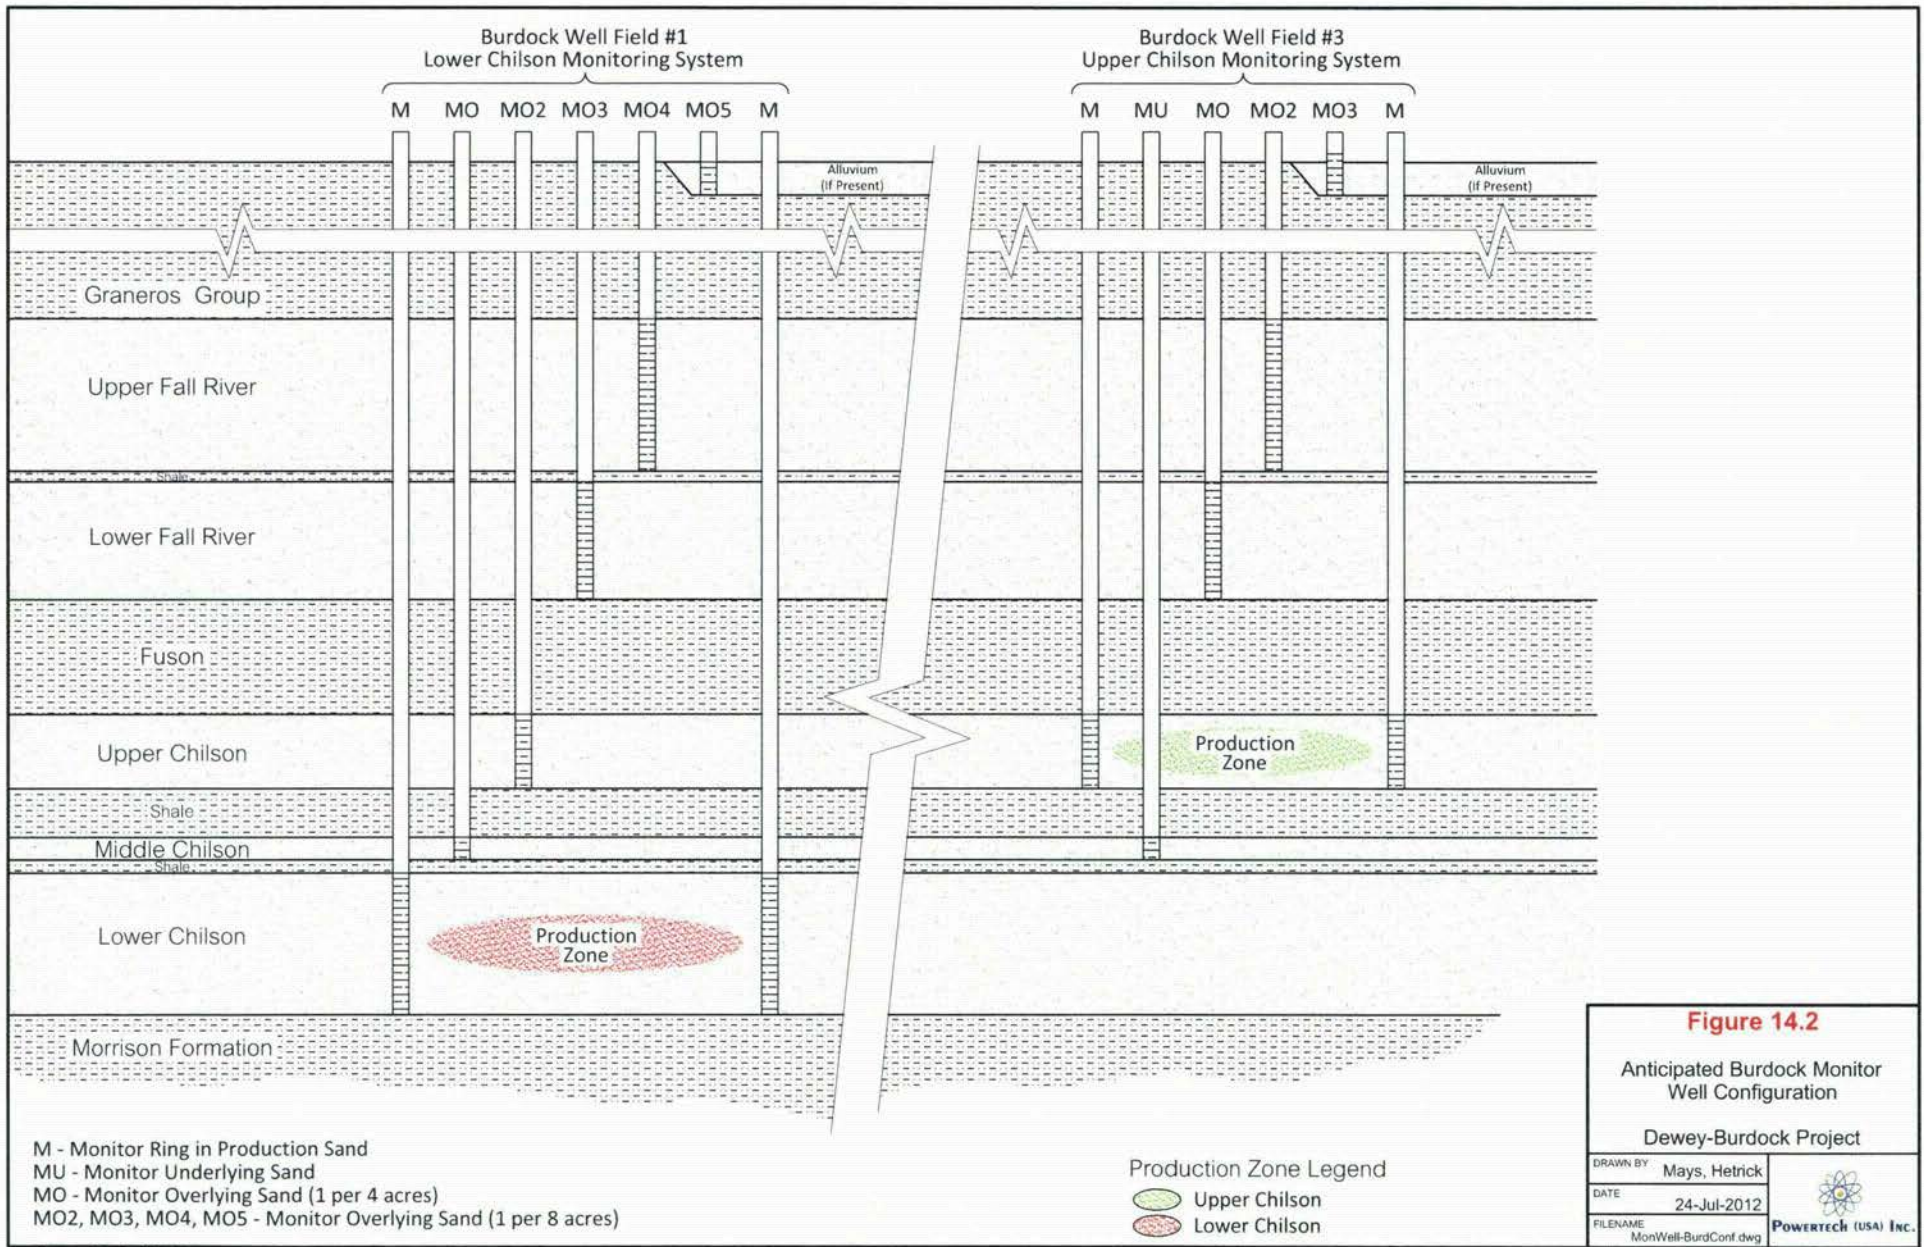 Burdock Well Field #1
Lower Chilson Monitoring System
M MO MO2 MO3 MO4 MO5 M
Burdock Well Field #3
Upper Chilson Monitoring System
M MU MO MO2 MO3 M
Alluvium
(If Present)
Alluvium
(If Present)
Graneros Group
Upper Fall River
Shale
Lower Fall River
Fuson
Upper Chilson
Production
Zone
Shale
Middle Chilson
Shale
Lower Chilson
Production
Zone
Morrison Formation
M - Monitor Ring in Production Sand
MU - Monitor Underlying Sand
MO - Monitor Overlying Sand (1 per 4 acres)
MO2, MO3, MO4, MO5 - Monitor Overlying Sand (1 per 8 acres)
Production Zone Legend
Upper Chilson
Lower Chilson
Figure 14.2
Anticipated Burdock Monitor
Well Configuration
Dewey-Burdock Project
DRAWN BY Mays, Hetrick
DATE 24-Jul-2012
FILENAME MonWell-BurdConf.dwg
POWERTECH (USA) INC.